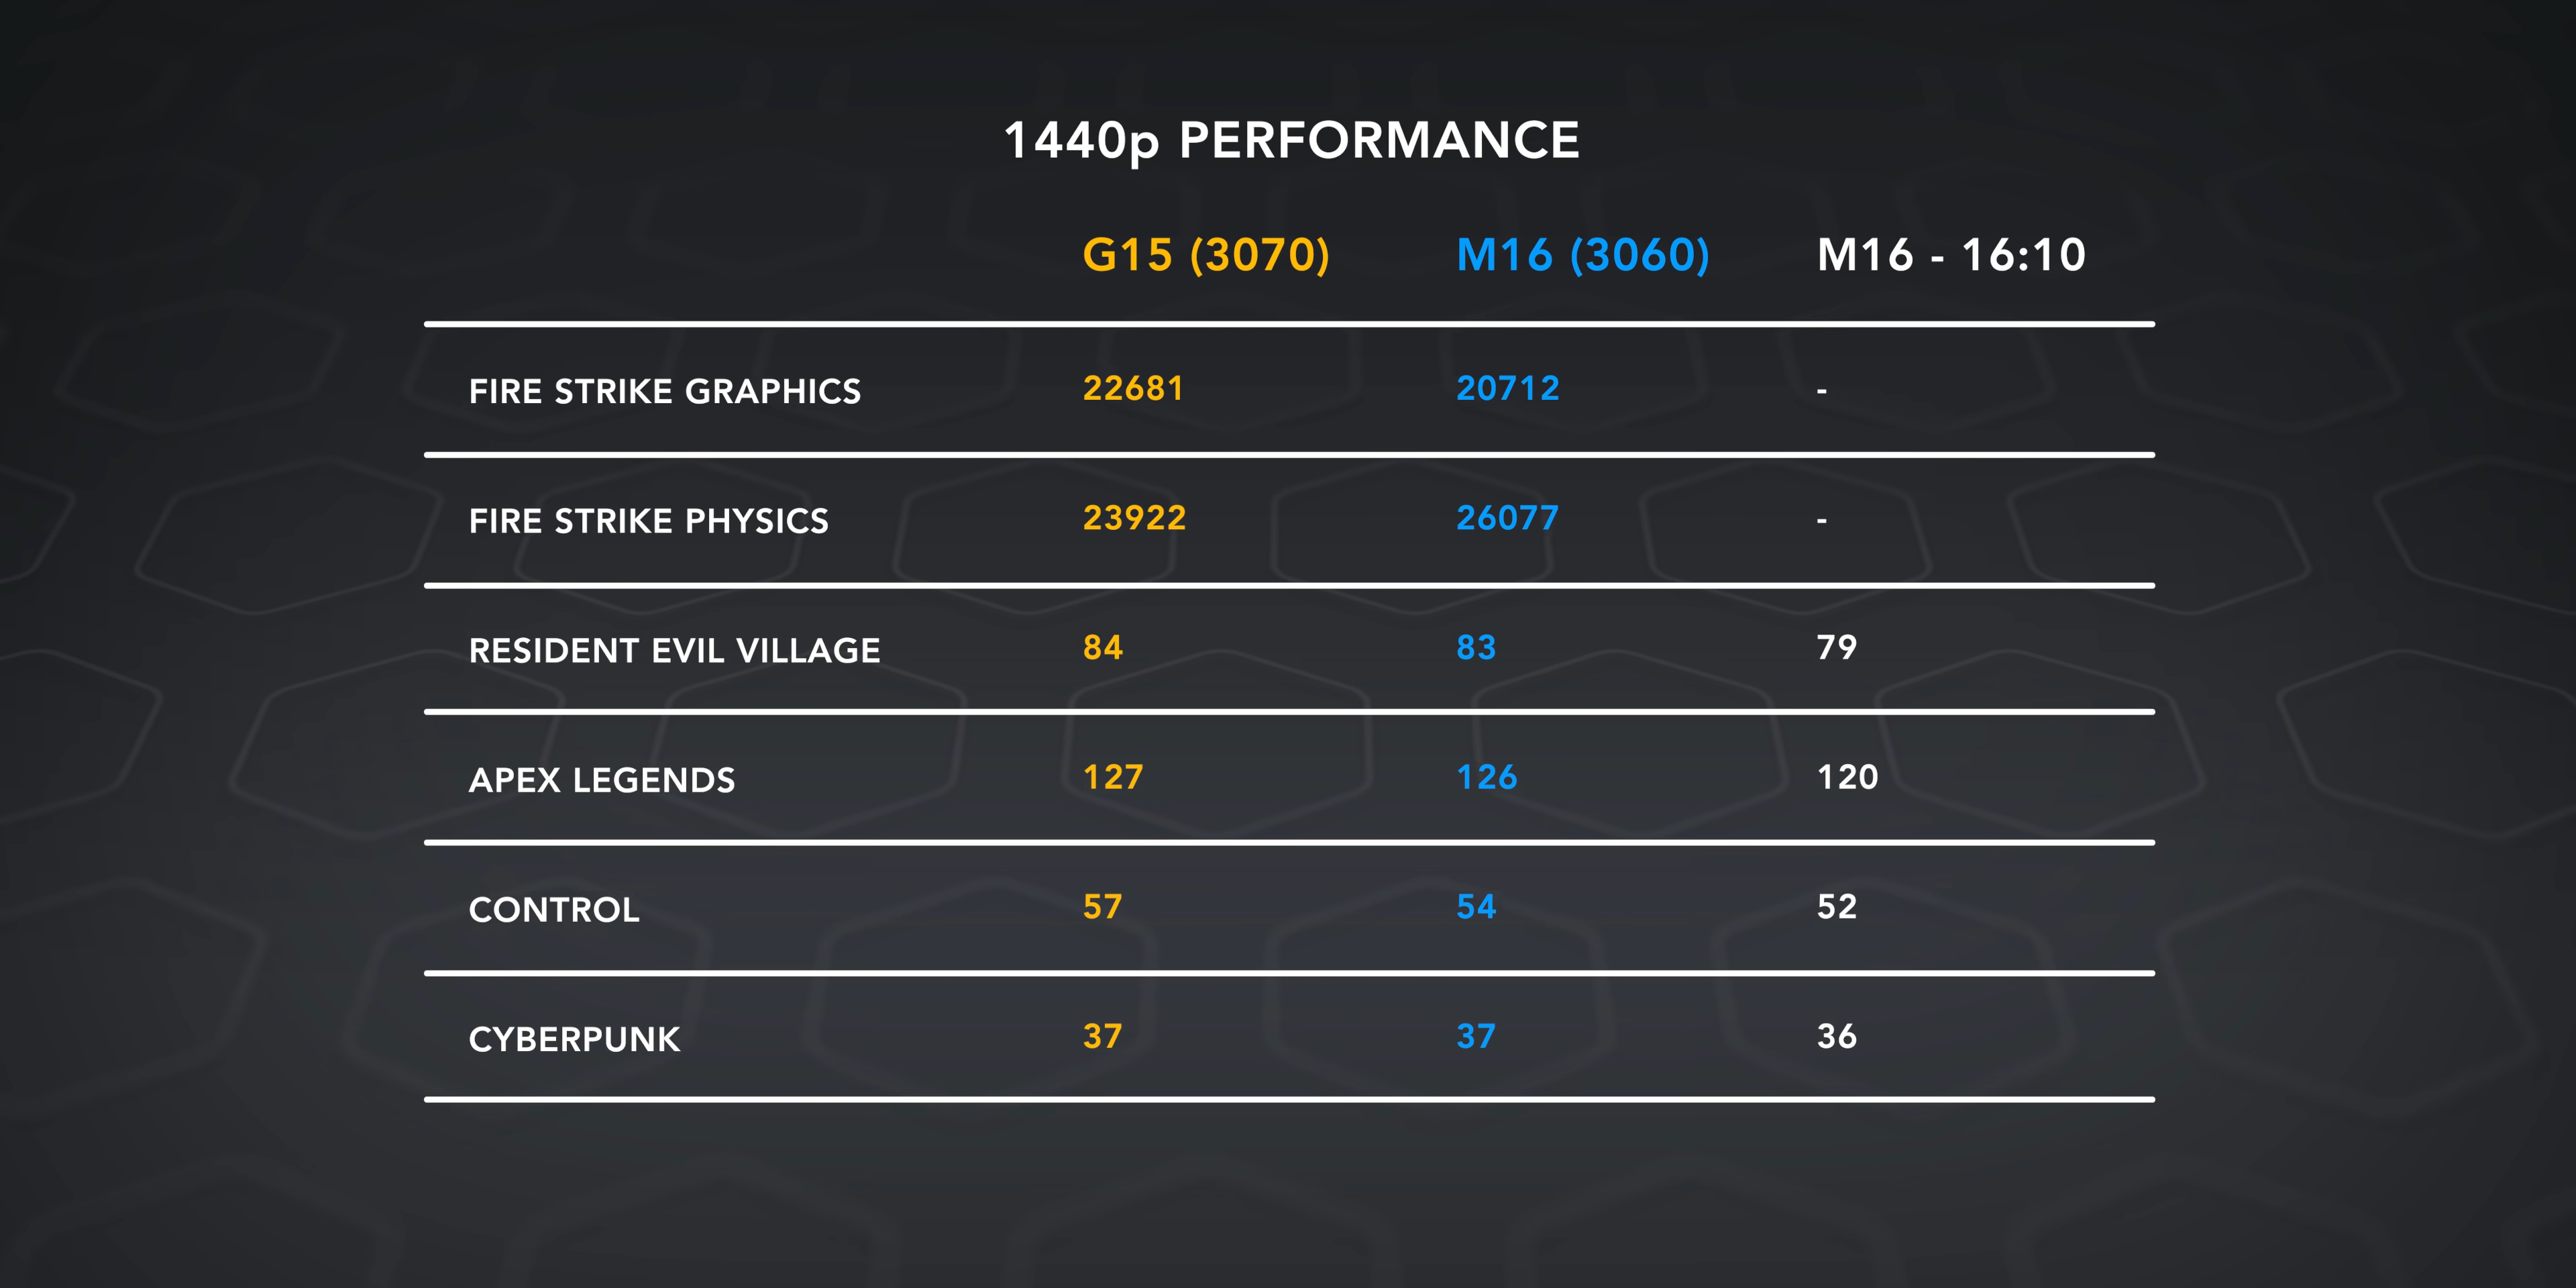 1440p PERFORMANCE
G15 (3070) M16 (3060) M16 - 16:10
FIRE STRIKE GRAPHICS 22681 20712 -
FIRE STRIKE PHYSICS 23922 26077 -
RESIDENT EVIL VILLAGE 84 83 79
APEX LEGENDS 127 126 120
CONTROL 57 54 52
CYBERPUNK 37 37 36